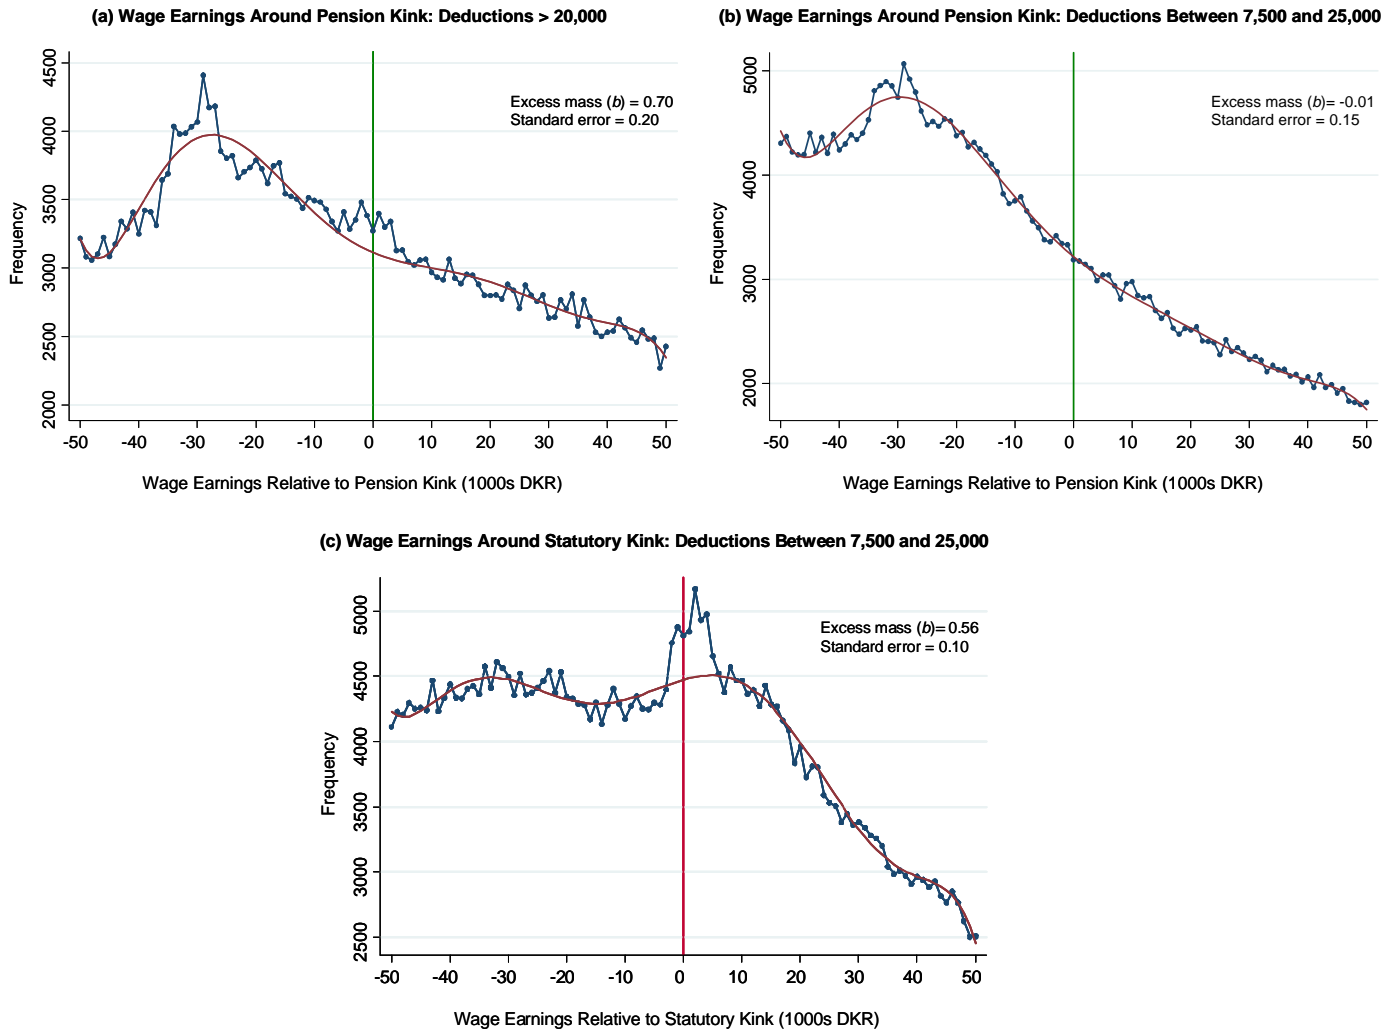 (a) Wage Earnings Around Pension Kink: Deductions > 20,000
4500
4000
3500
3000
2500
2000
Frequency
Excess mass (b) = 0.70
Standard error = 0.20
-50 -40 -30 -20 -10 0 10 20 30 40 50
Wage Earnings Relative to Pension Kink (1000s DKR)
(b) Wage Earnings Around Pension Kink: Deductions Between 7,500 and 25,000
5000
4000
3000
2000
Frequency
Excess mass (b)= -0.01
Standard error = 0.15
-50 -40 -30 -20 -10 0 10 20 30 40 50
Wage Earnings Relative to Pension Kink (1000s DKR)
(c) Wage Earnings Around Statutory Kink: Deductions Between 7,500 and 25,000
5000
4500
4000
3500
3000
2500
Frequency
Excess mass (b)= 0.56
Standard error = 0.10
-50 -40 -30 -20 -10 0 10 20 30 40 50
Wage Earnings Relative to Statutory Kink (1000s DKR)